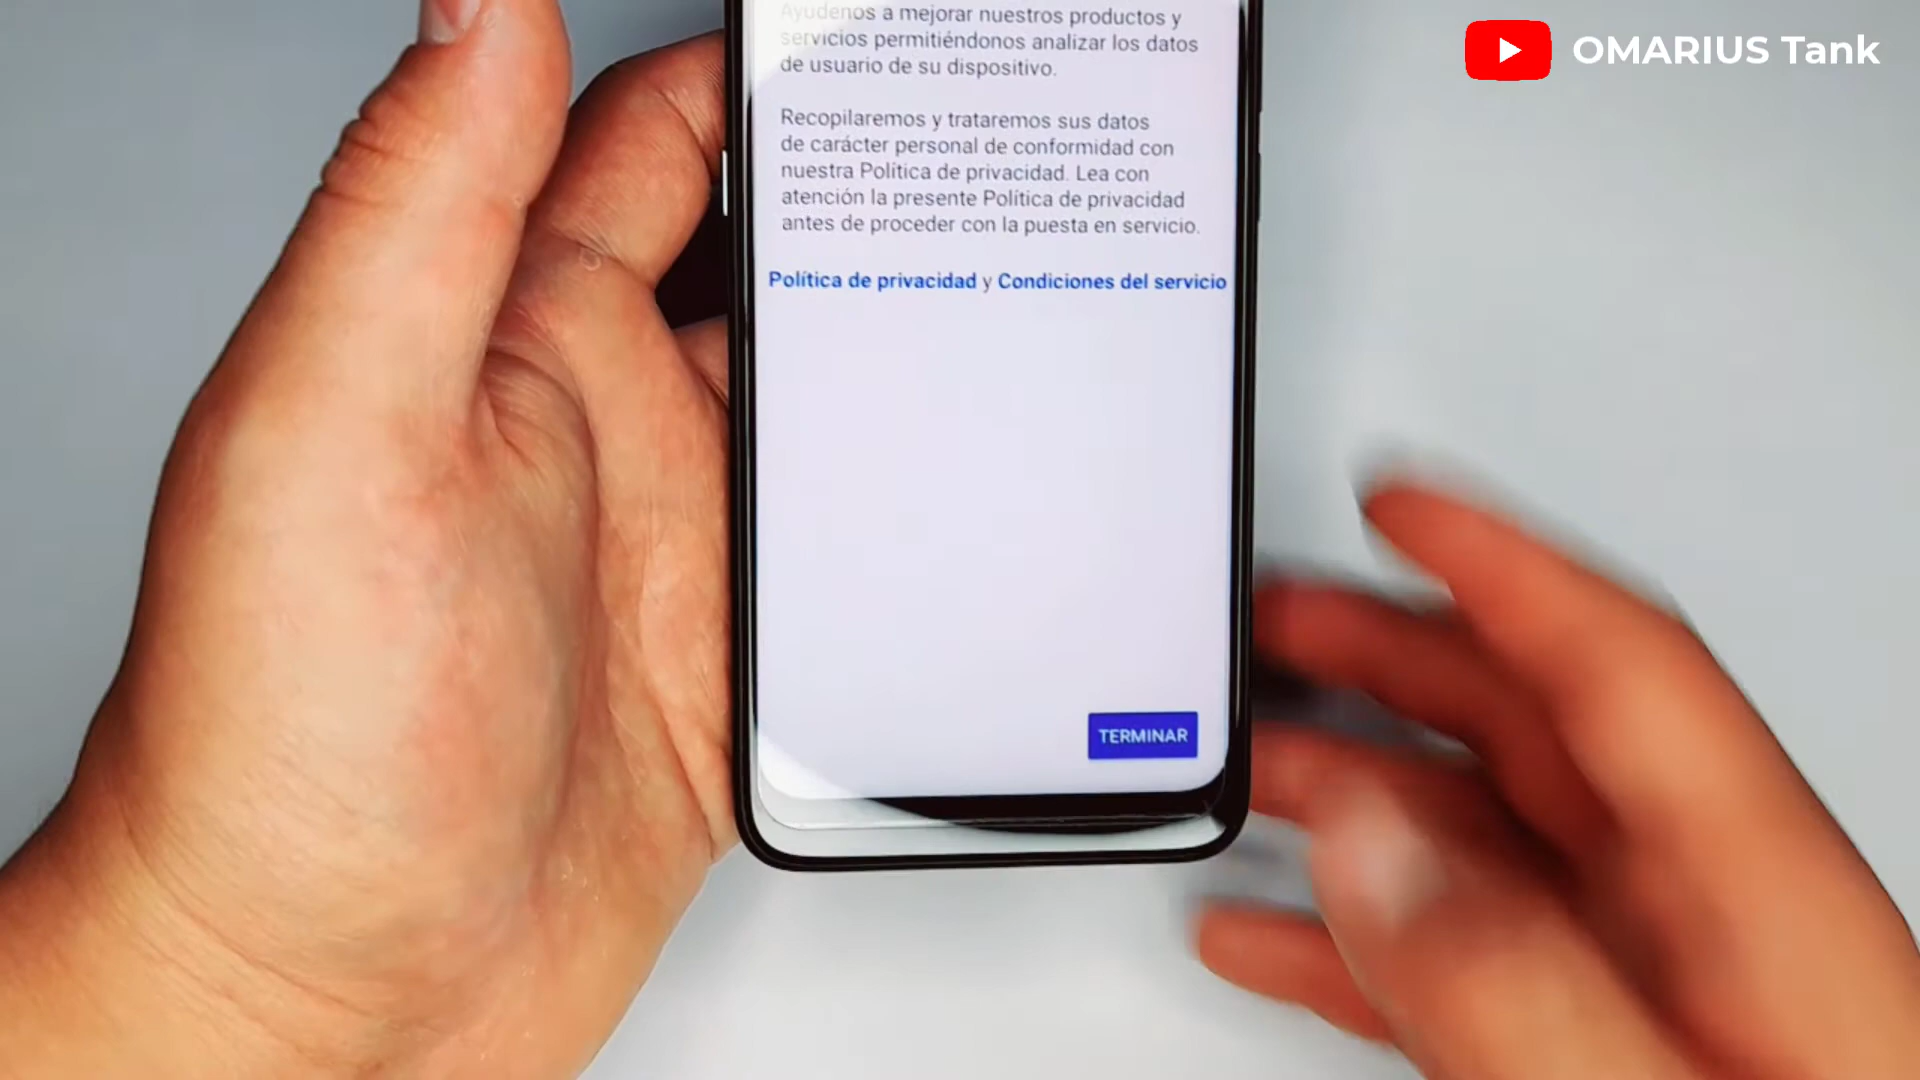 OMARIUS Tank
Ayúdenos a mejorar nuestros productos y
servicios permitiéndonos analizar los datos
de usuario de su dispositivo.
Recopilaremos y trataremos sus datos
de carácter personal de conformidad con
nuestra Política de privacidad. Lea con
atención la presente Política de privacidad
antes de proceder con la puesta en servicio.
Política de privacidad y Condiciones del servicio
TERMINAR